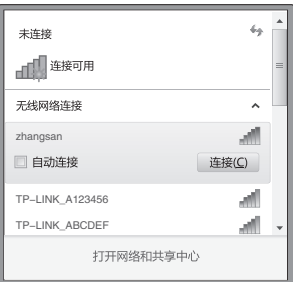 未连接
连接可用
无线网络连接
zhangsan
自动连接
连接(C)
TP-LINK_A123456
TP-LINK_ABCDEF
打开网络和共享中心